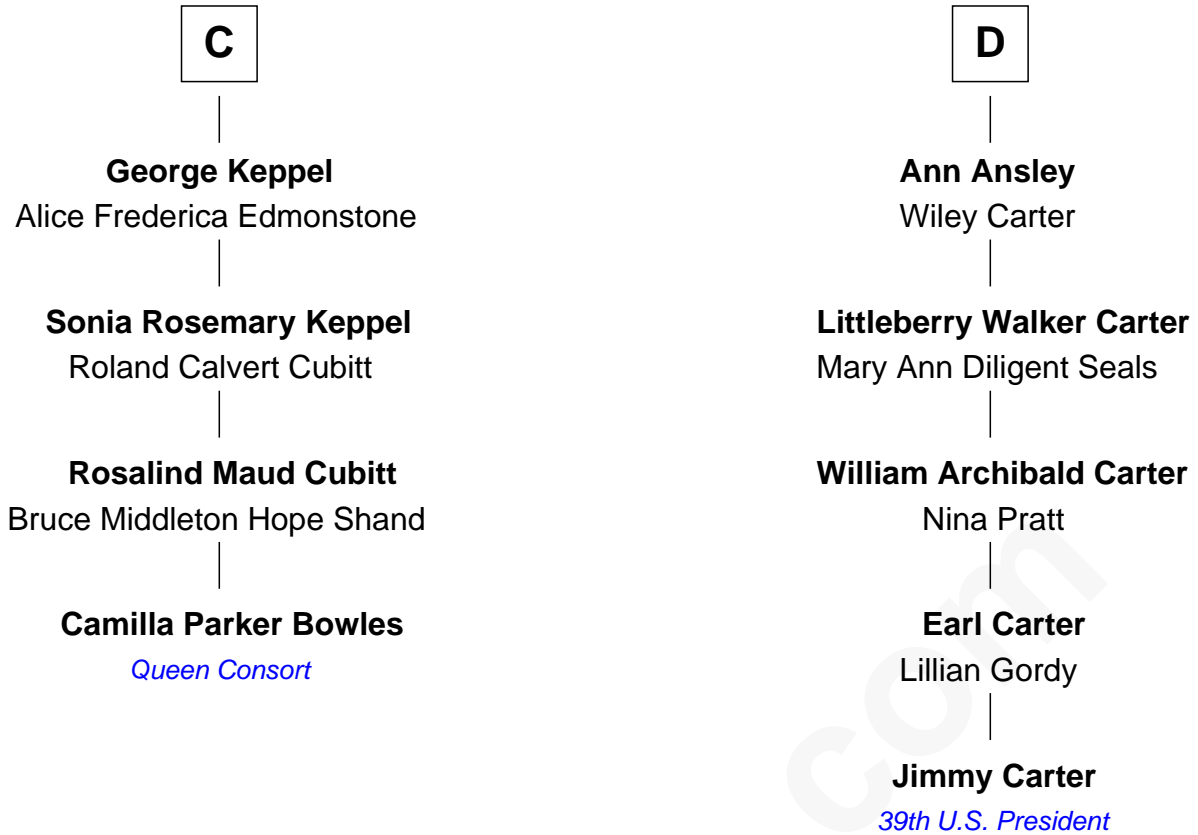 C
George Keppel
Alice Frederica Edmonstone
Sonia Rosemary Keppel
Roland Calvert Cubitt
Rosalind Maud Cubitt
Bruce Middleton Hope Shand
Camilla Parker Bowles
Queen Consort
D
Ann Ansley
Wiley Carter
Littleberry Walker Carter
Mary Ann Diligent Seals
William Archibald Carter
Nina Pratt
Earl Carter
Lillian Gordy
Jimmy Carter
39th U.S. President
com